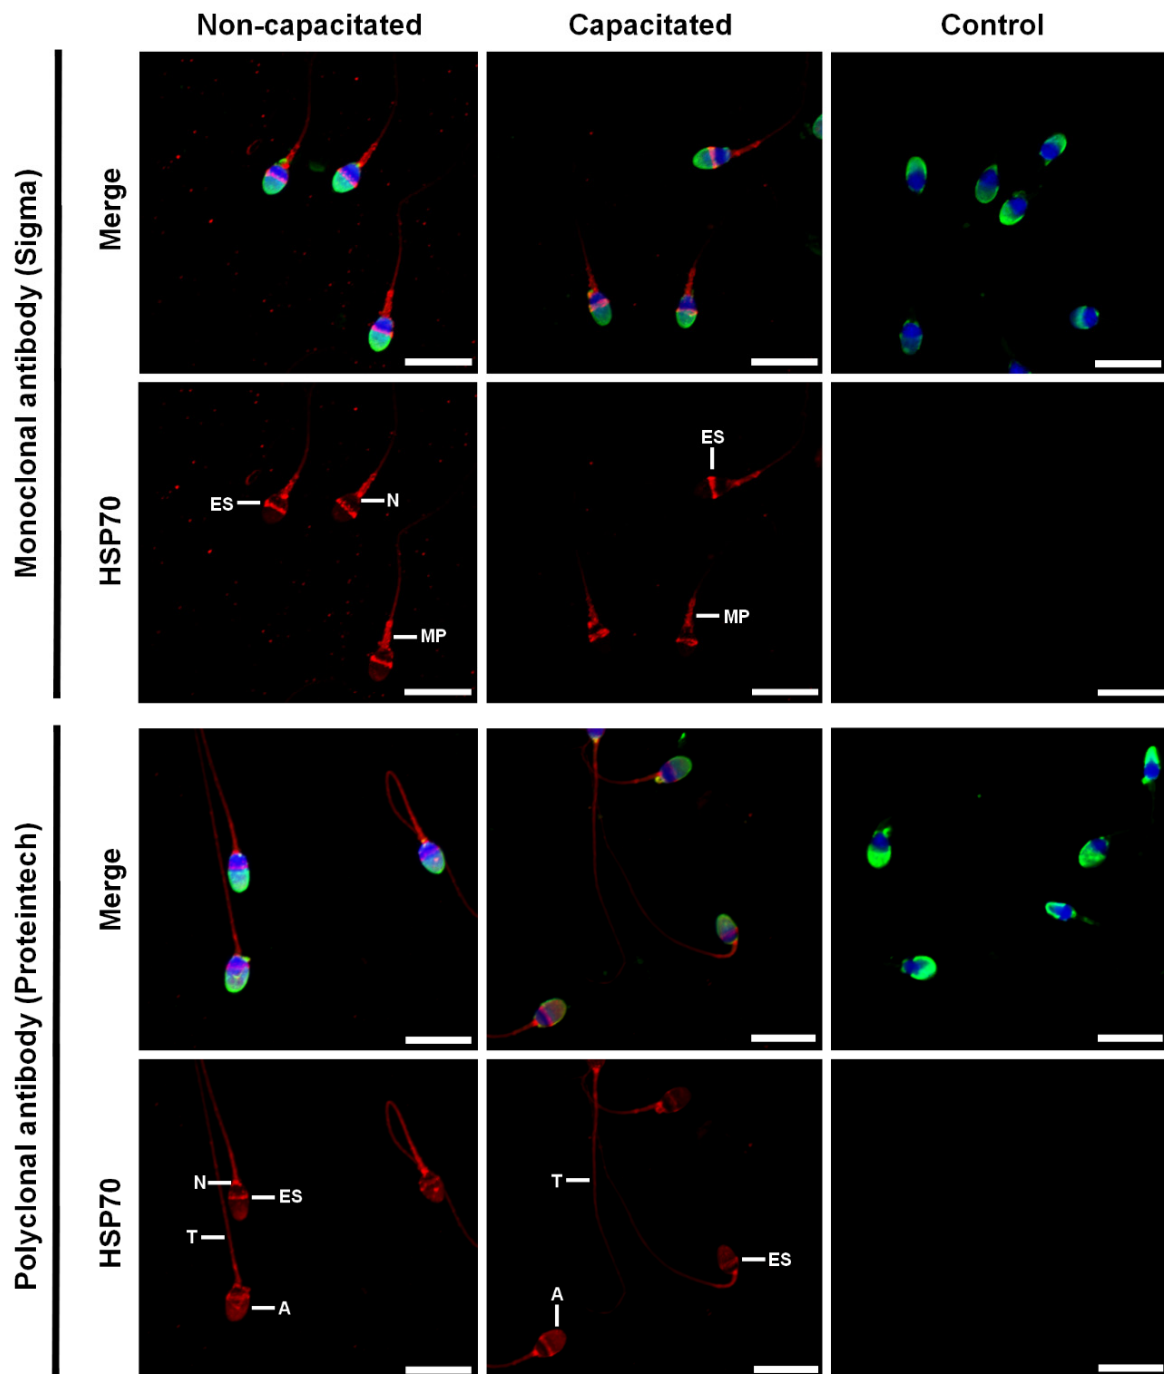 Non-capacitated
Capacitated
Control
Monoclonal antibody (Sigma)
Merge
HSP70
ES
N
MP
ES
MP
Polyclonal antibody (Proteintech)
Merge
HSP70
N
ES
T
A
T
ES
A